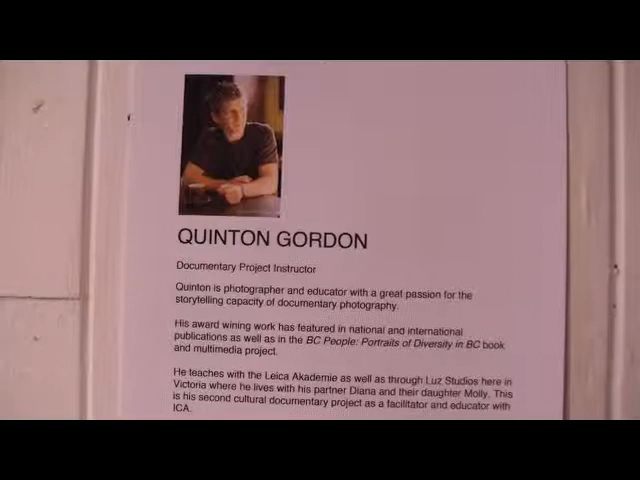 QUINTON GORDON
Documentary Project Instructor
Quinton is photographer and educator with a great passion for the
storytelling capacity of documentary photography.
His award wining work has featured in national and international
publications as well as in the BC People: Portraits of Diversity in BC book
and multimedia project.
He teaches with the Leica Akademie as well as through Luz Studios here in
Victoria where he lives with his partner Diana and their daughter Molly. This
is his second cultural documentary project as a facilitator and educator with
ICA.